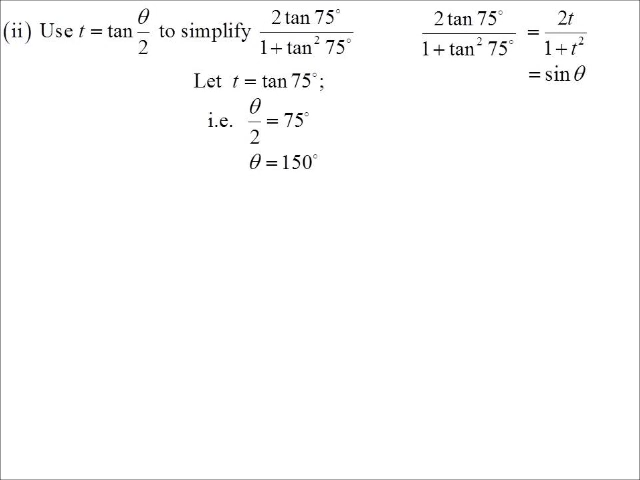 (ii) Use t = tan θ/2 to simplify 2 tan 75° / 1 + tan² 75°
Let t = tan 75°;
i.e. θ/2 = 75°
θ = 150°
2 tan 75° / 1 + tan² 75° = 2t / 1 + t²
= sin θ